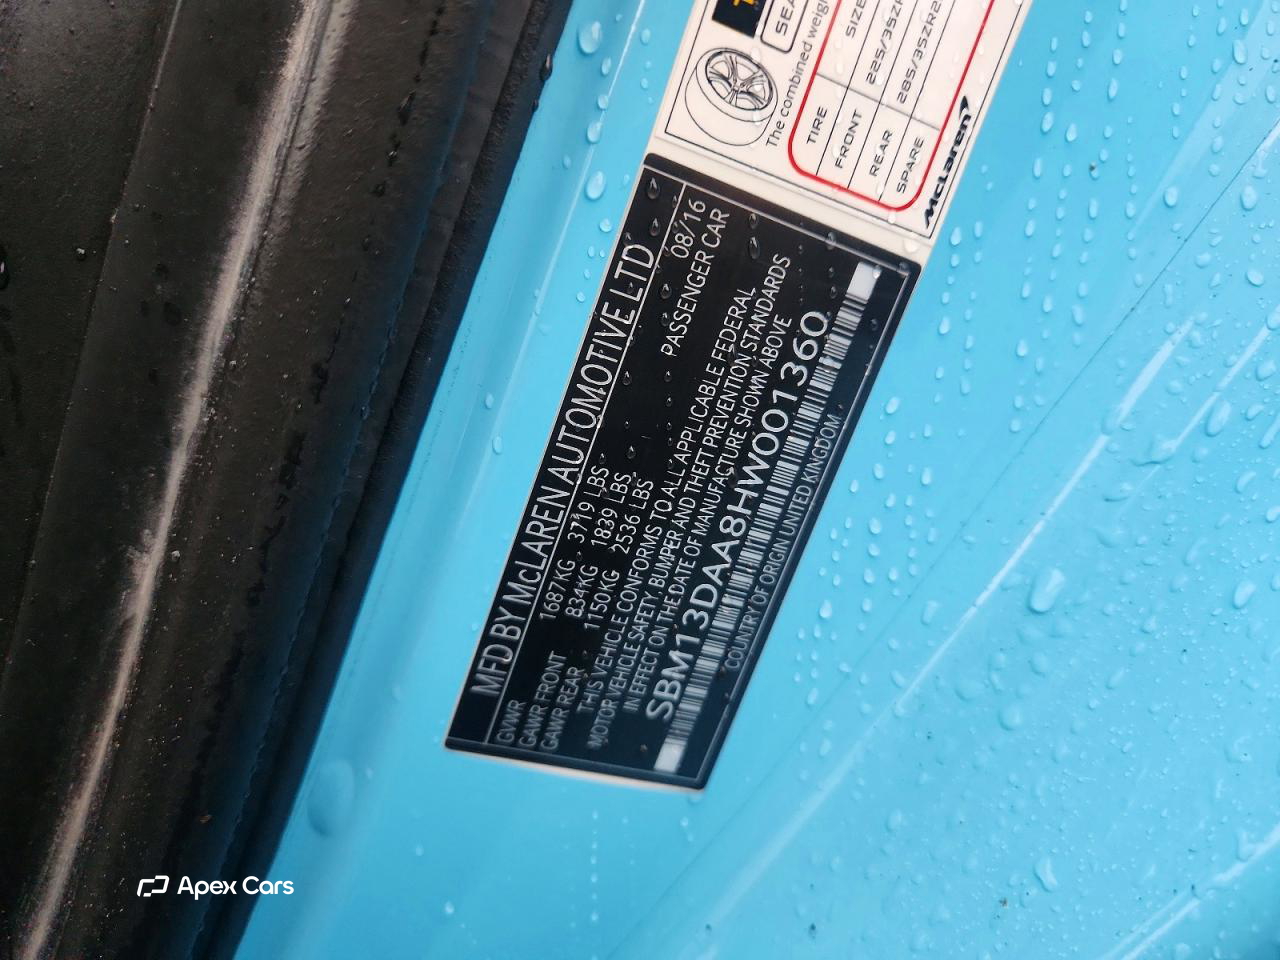 SEA
The combined weigh
SIZE
TIRE
FRONT 225/35ZR
REAR 285/35ZR2
SPARE
McLaren
MFD BY McLAREN AUTOMOTIVE LTD
08/16
GVWR 1687KG 3719 LBS PASSENGER CAR
GAWR FRONT 834KG 1839 LBS
GAWR REAR 1150KG 2536 LBS
THIS VEHICLE CONFORMS TO ALL APPLICABLE FEDERAL
MOTOR VEHICLE SAFETY, BUMPER AND THEFT PREVENTION STANDARDS
IN EFFECT ON THE DATE OF MANUFACTURE SHOWN ABOVE
SBM13DAA8HW001360
COUNTRY OF ORIGIN UNITED KINGDOM
Apex Cars